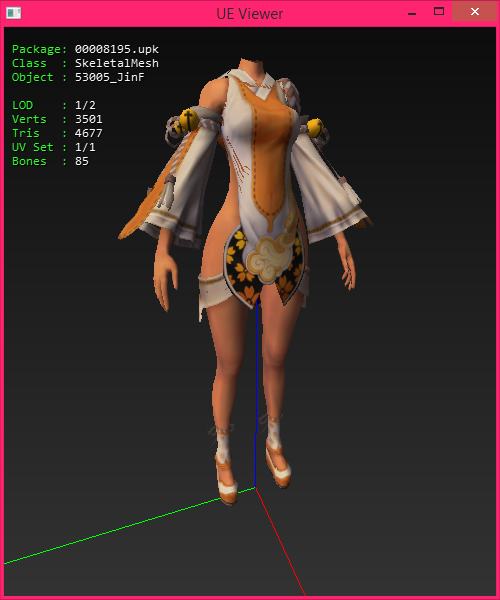 UE Viewer
Package: 00008195.upk
Class  : SkeletalMesh
Object : 53005_JinF
LOD    : 1/2
Verts  : 3501
Tris   : 4677
UV Set : 1/1
Bones  : 85